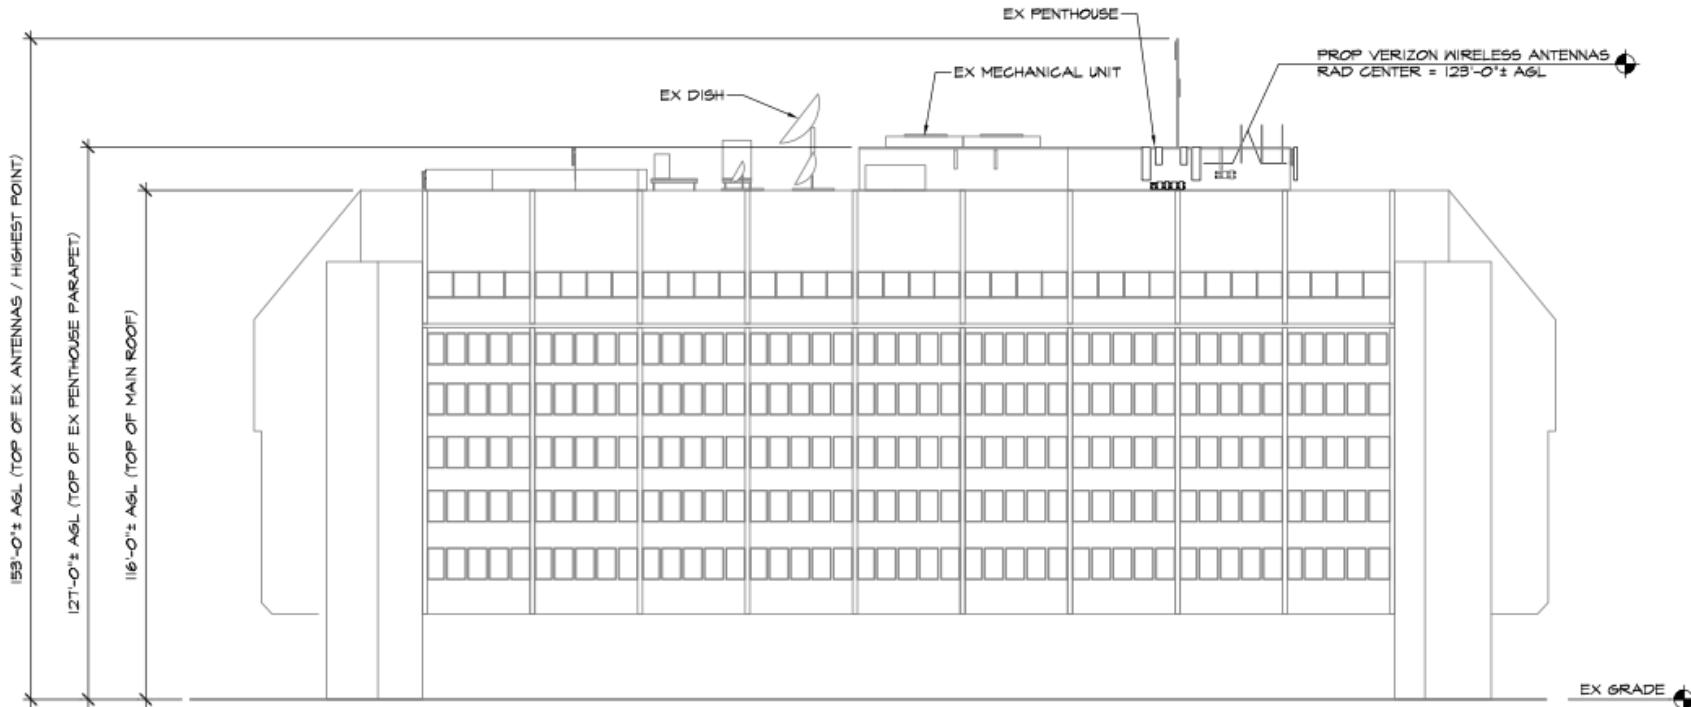 EX PENTHOUSE
PROP VERIZON WIRELESS ANTENNAS
RAD CENTER = 123'-0"± AGL
EX MECHANICAL UNIT
EX DISH
153'-0"± AGL (TOP OF EX ANTENNAS / HIGHEST POINT)
127'-0"± AGL (TOP OF EX PENTHOUSE PARAPET)
116'-0"± AGL (TOP OF MAIN ROOF)
EX GRADE